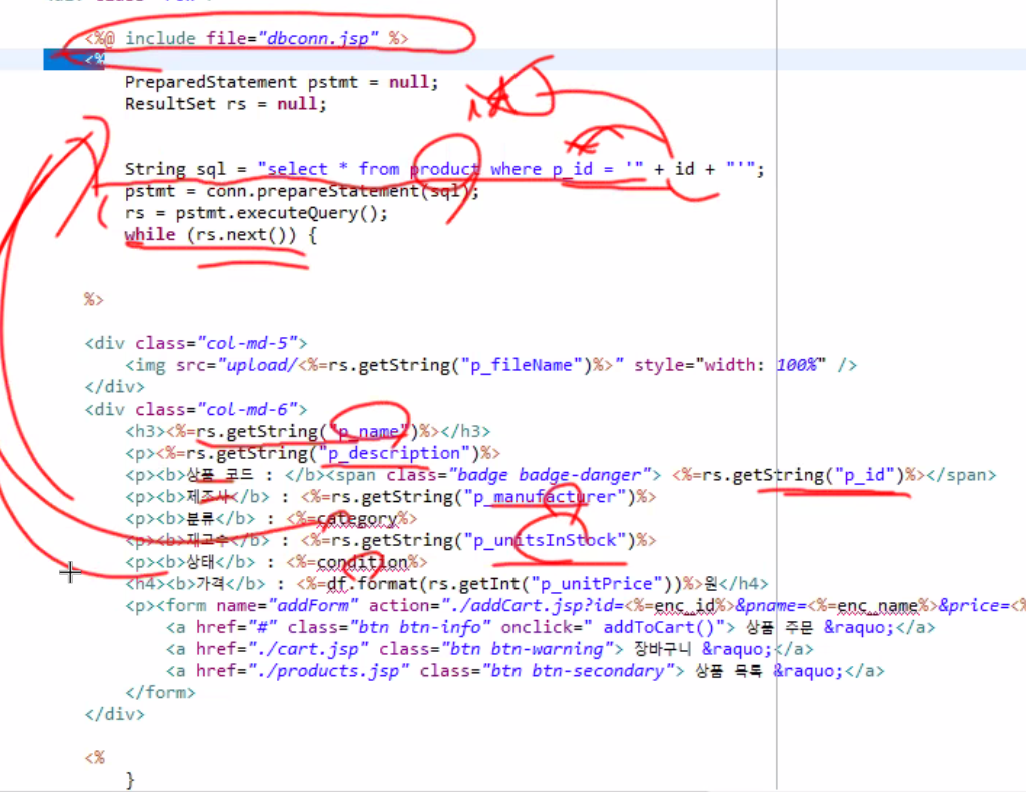 <%@ include file="dbconn.jsp" %>
<%
PreparedStatement pstmt = null;
ResultSet rs = null;
String sql = "select * from product where p_id = '" + id + "'";
pstmt = conn.prepareStatement(sql);
rs = pstmt.executeQuery();
while (rs.next()) {
%>
<div class="col-md-5">
<img src="upload/<%=rs.getString("p_fileName")%>" style="width: 100%" />
</div>
<div class="col-md-6">
<h3><%=rs.getString("p_name")%></h3>
<p><%=rs.getString("p_description")%>
<p><b>상품 코드 : </b><span class="badge badge-danger"> <%=rs.getString("p_id")%></span>
<p><b>제조사</b> : <%=rs.getString("p_manufacturer")%>
<p><b>분류</b> : <%=category%>
<p><b>재고수</b> : <%=rs.getString("p_unitsInStock")%>
<p><b>상태</b> : <%=condition%>
<h4><b>가격</b> : <%=df.format(rs.getInt("p_unitPrice"))%>원</h4>
<p><form name="addForm" action="./addCart.jsp?id=<%=enc_id%>&pname=<%=enc_name%>&price=<%
<a href="#" class="btn btn-info" onclick=" addToCart()"> 상품 주문 &raquo;</a>
<a href="./cart.jsp" class="btn btn-warning"> 장바구니 &raquo;</a>
<a href="./products.jsp" class="btn btn-secondary"> 상품 목록 &raquo;</a>
</form>
</div>
<%
}